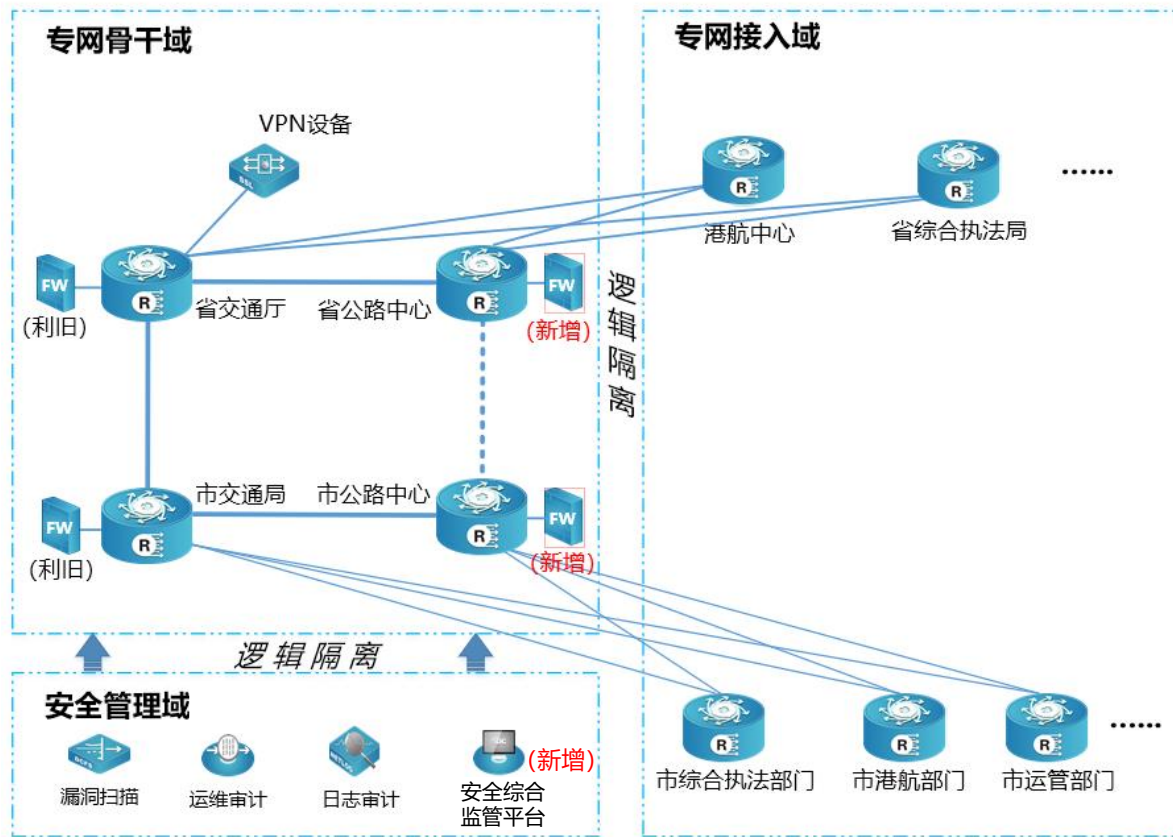 专网骨干域
专网接入域
VPN设备
R
港航中心
R
省综合执法局
......
FW
(利旧)
R
省交通厅
省公路中心
R
FW
(新增)
逻辑隔离
FW
(利旧)
R
市交通局
市公路中心
R
FW
(新增)
逻辑隔离
安全管理域
漏洞扫描
运维审计
日志审计
(新增)
安全综合
监管平台
R
市综合执法部门
R
市港航部门
R
市运管部门
......